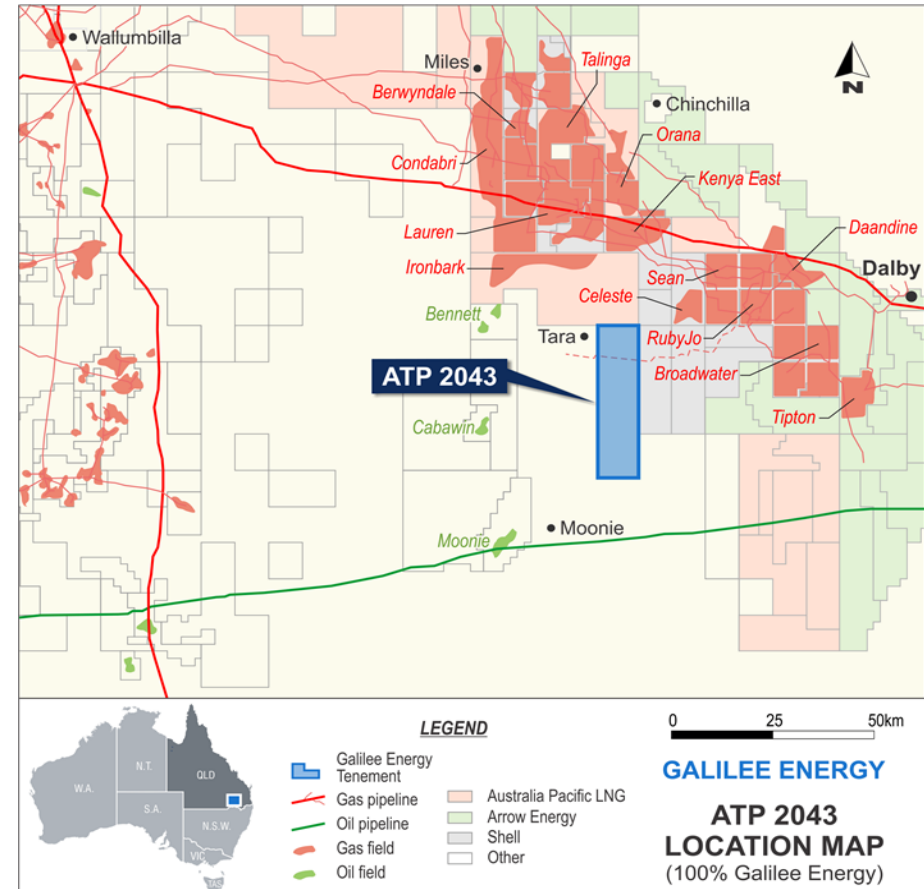 Wallumbilla
Miles
Talinga
Berwyndale
N
Chinchilla
Orana
Condabri
Kenya East
Lauren
Daandine
Ironbark
Sean
Dalby
Celeste
Bennett
Tara
RubyJo
ATP 2043
Broadwater
Cabawin
Tipton
Moonie
Moonie
LEGEND
Galilee Energy
Tenement
Gas pipeline
Oil pipeline
Gas field
Oil field
Australia Pacific LNG
Arrow Energy
Shell
Other
0 25 50km
GALILEE ENERGY
ATP 2043
LOCATION MAP
(100% Galilee Energy)
W.A.
N.T.
QLD
S.A.
N.S.W.
VIC
TAS